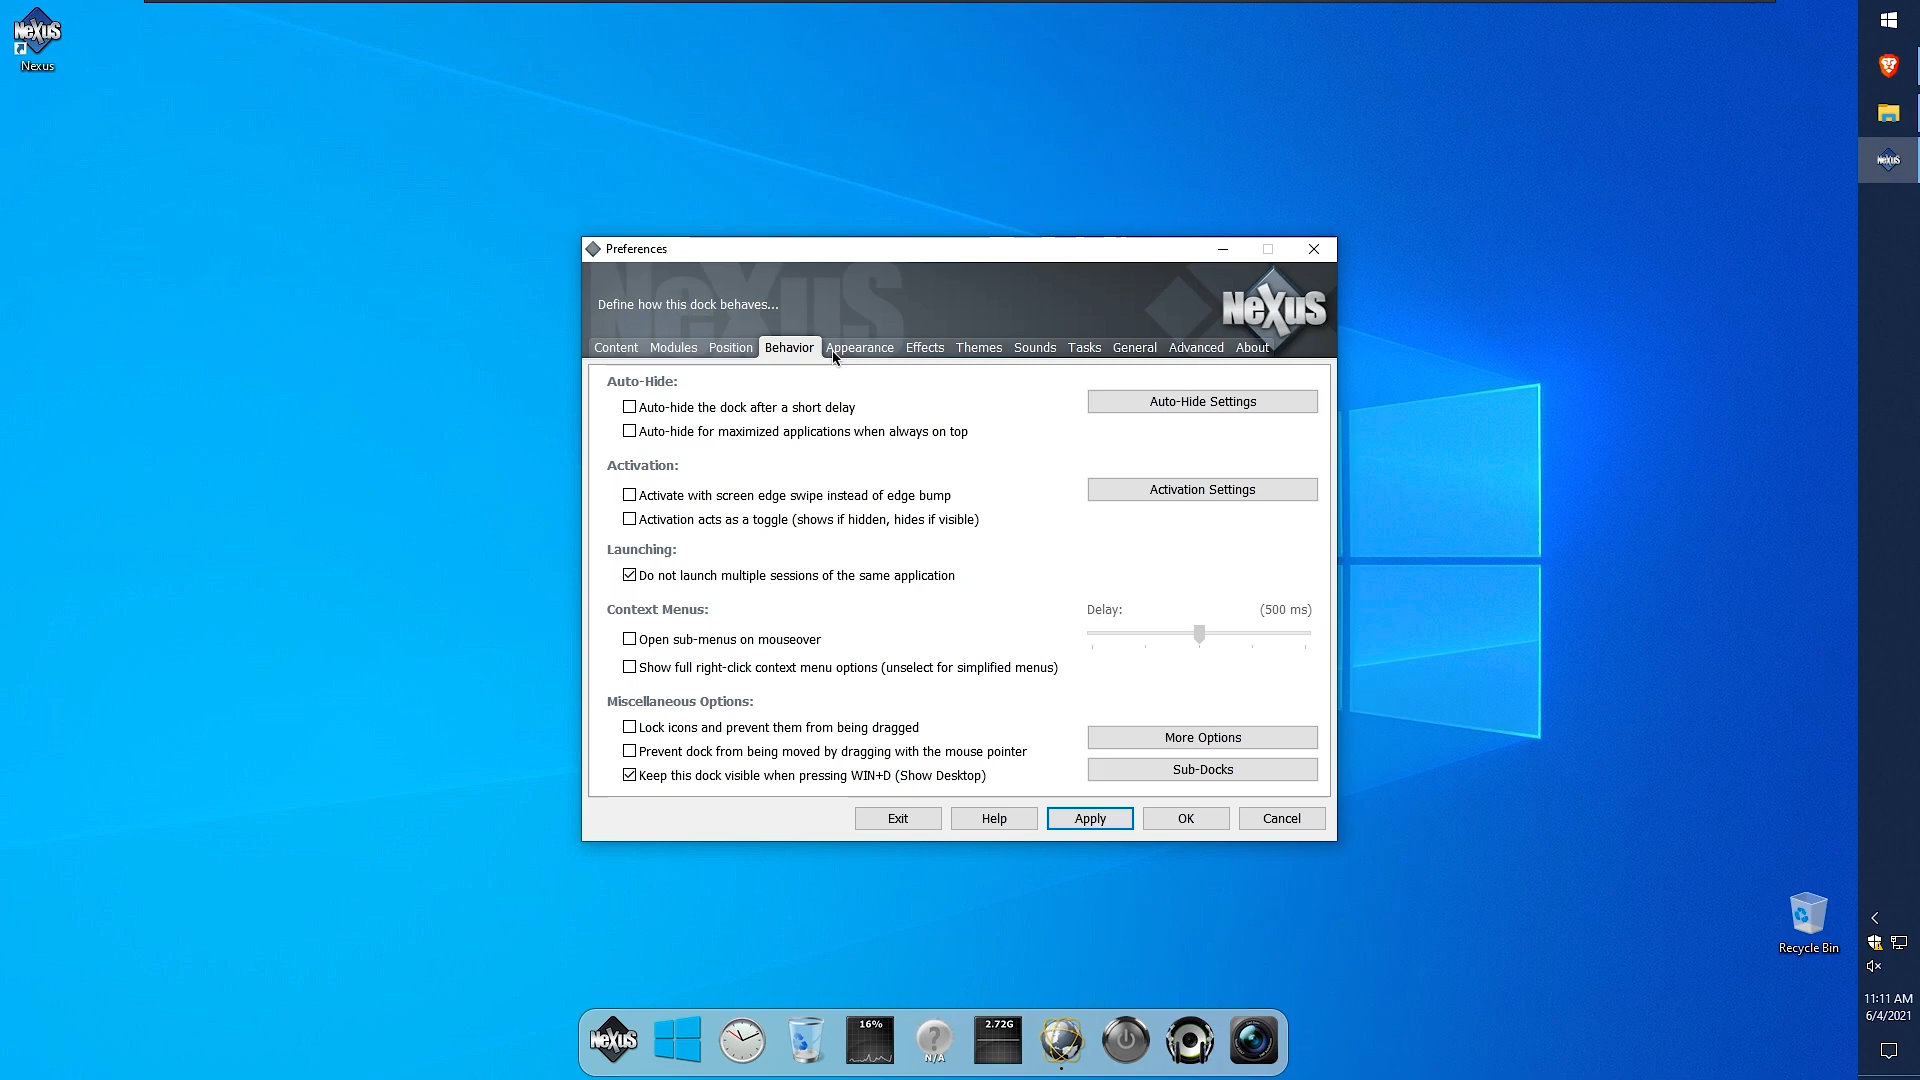 NeXuS
Nexus
NeXuS
Preferences
Define how this dock behaves...
NeXuS
NeXuS
Content Modules Position Behavior Appearance Effects Themes Sounds Tasks General Advanced About
Auto-Hide:
Auto-hide the dock after a short delay
Auto-Hide Settings
Auto-hide for maximized applications when always on top
Activation:
Activate with screen edge swipe instead of edge bump
Activation Settings
Activation acts as a toggle (shows if hidden, hides if visible)
Launching:
Do not launch multiple sessions of the same application
Context Menus:
Delay: (500 ms)
Open sub-menus on mouseover
Show full right-click context menu options (unselect for simplified menus)
Miscellaneous Options:
Lock icons and prevent them from being dragged
More Options
Prevent dock from being moved by dragging with the mouse pointer
Sub-Docks
Keep this dock visible when pressing WIN+D (Show Desktop)
Exit Help Apply OK Cancel
Recycle Bin
11:11 AM
6/4/2021
NeXuS
16%
?
N/A
2.72G